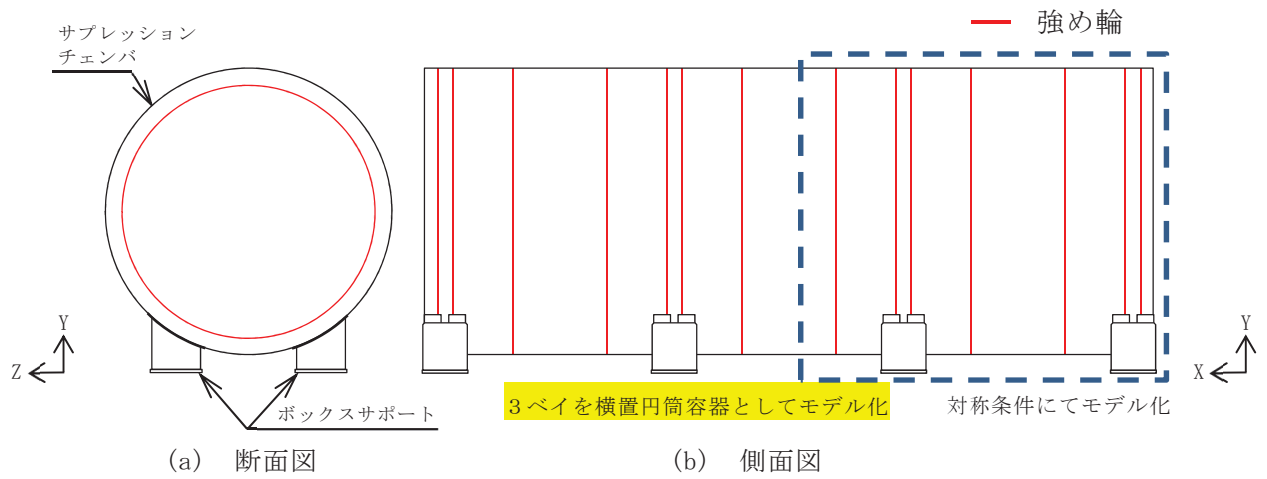 サプレッション
チェンバ
強め輪
Y
Z
ボックスサポート
Y
X
3ベイを横置円筒容器としてモデル化
対称条件にてモデル化
(a) 断面図
(b) 側面図